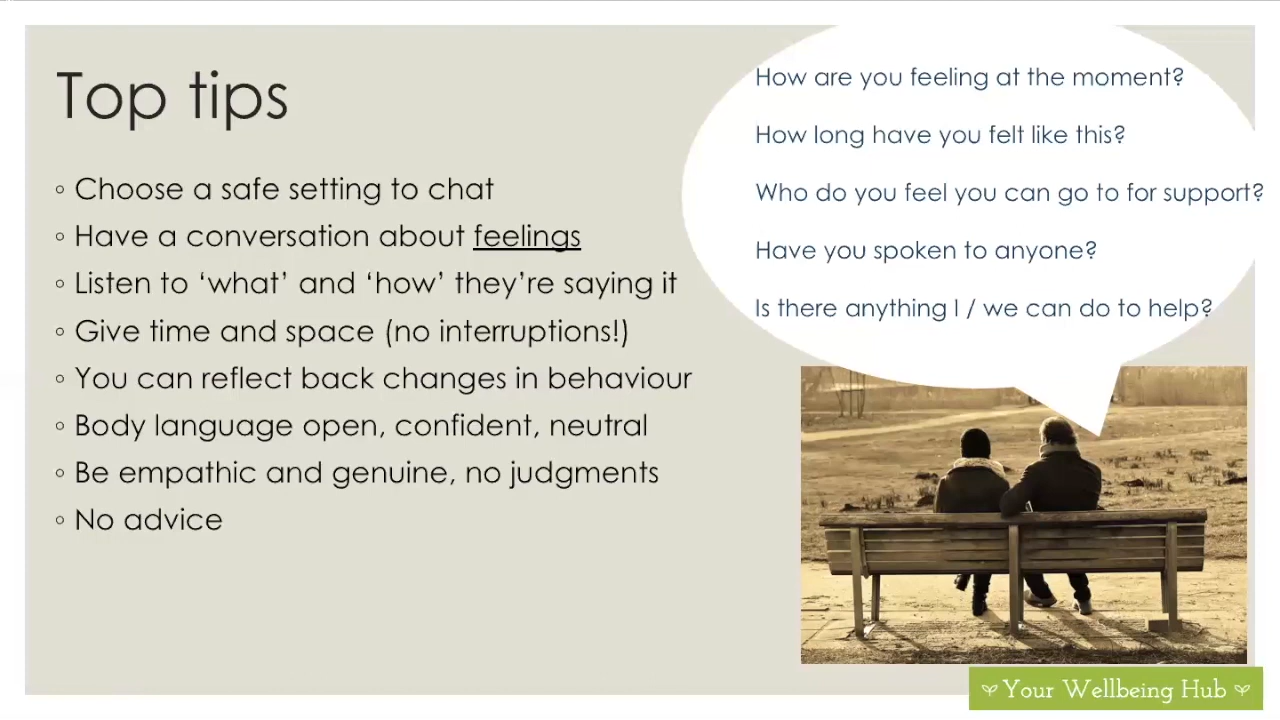 Top tips
◦ Choose a safe setting to chat
◦ Have a conversation about feelings
◦ Listen to ‘what’ and ‘how’ they’re saying it
◦ Give time and space (no interruptions!)
◦ You can reflect back changes in behaviour
◦ Body language open, confident, neutral
◦ Be empathic and genuine, no judgments
◦ No advice
How are you feeling at the moment?
How long have you felt like this?
Who do you feel you can go to for support?
Have you spoken to anyone?
Is there anything I / we can do to help?
Your Wellbeing Hub